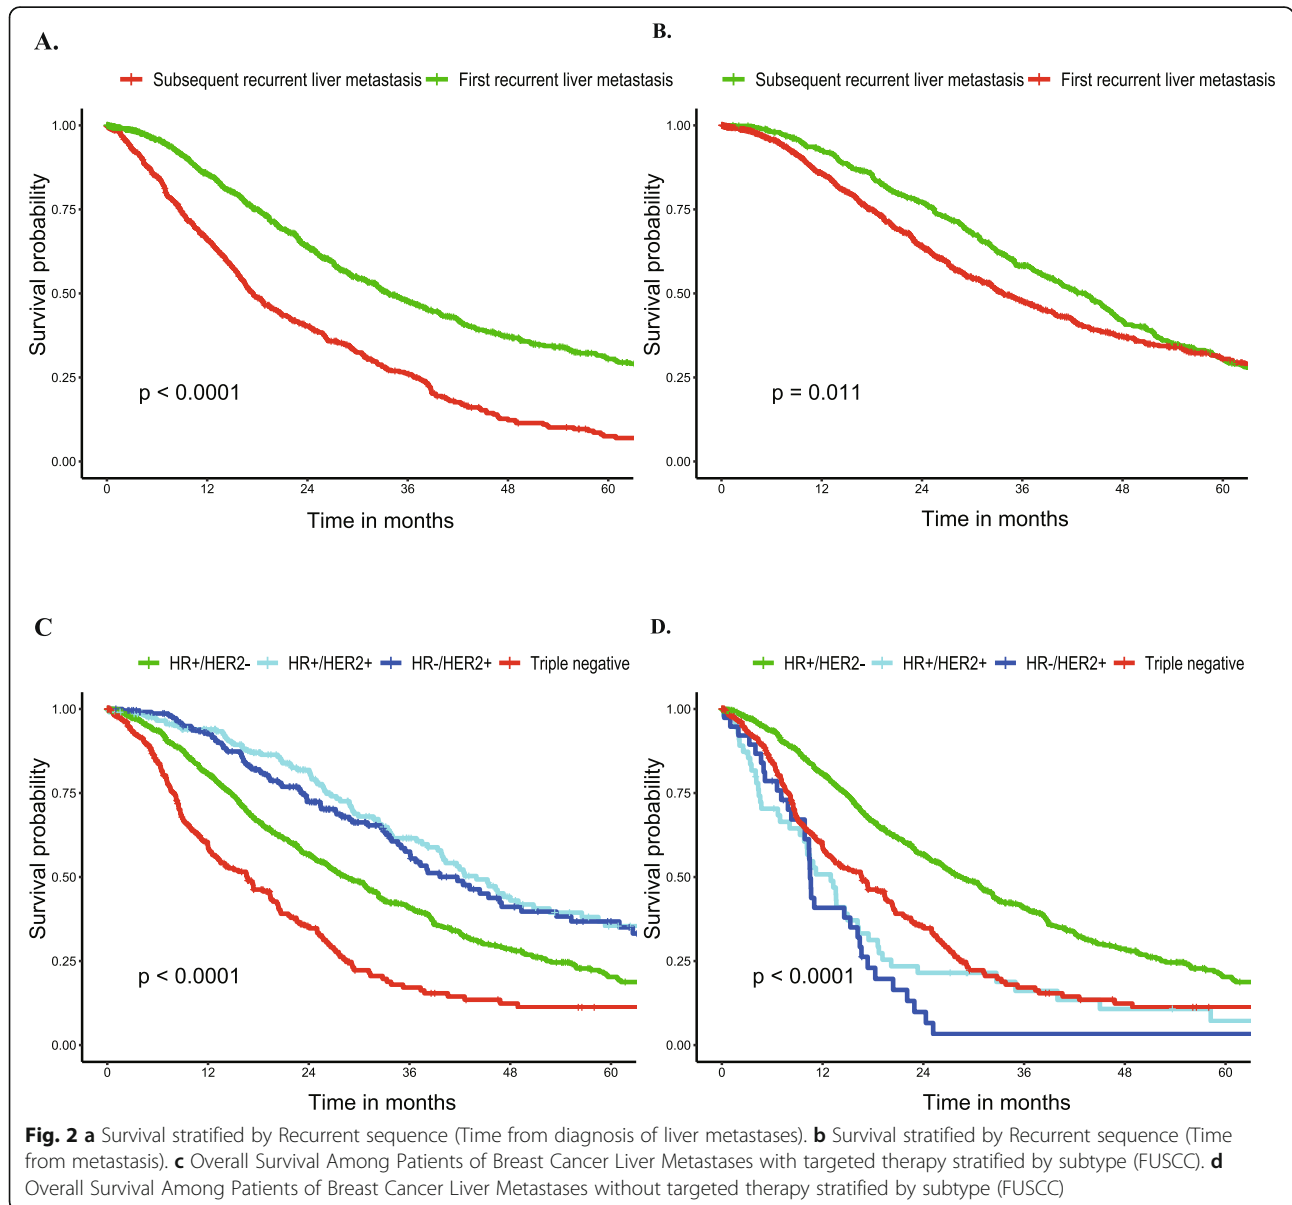 A.
Subsequent recurrent liver metastasis First recurrent liver metastasis
1.00
0.75
0.50
0.25
0.00
Survival probability
p < 0.0001
0 12 24 36 48 60
Time in months
B.
Subsequent recurrent liver metastasis First recurrent liver metastasis
1.00
0.75
0.50
0.25
0.00
Survival probability
p = 0.011
0 12 24 36 48 60
Time in months
C
HR+/HER2- HR+/HER2+ HR-/HER2+ Triple negative
1.00
0.75
0.50
0.25
0.00
Survival probability
p < 0.0001
0 12 24 36 48 60
Time in months
D.
HR+/HER2- HR+/HER2+ HR-/HER2+ Triple negative
1.00
0.75
0.50
0.25
0.00
Survival probability
p < 0.0001
0 12 24 36 48 60
Time in months
Fig. 2 a Survival stratified by Recurrent sequence (Time from diagnosis of liver metastases). b Survival stratified by Recurrent sequence (Time
from metastasis). c Overall Survival Among Patients of Breast Cancer Liver Metastases with targeted therapy stratified by subtype (FUSCC). d
Overall Survival Among Patients of Breast Cancer Liver Metastases without targeted therapy stratified by subtype (FUSCC)